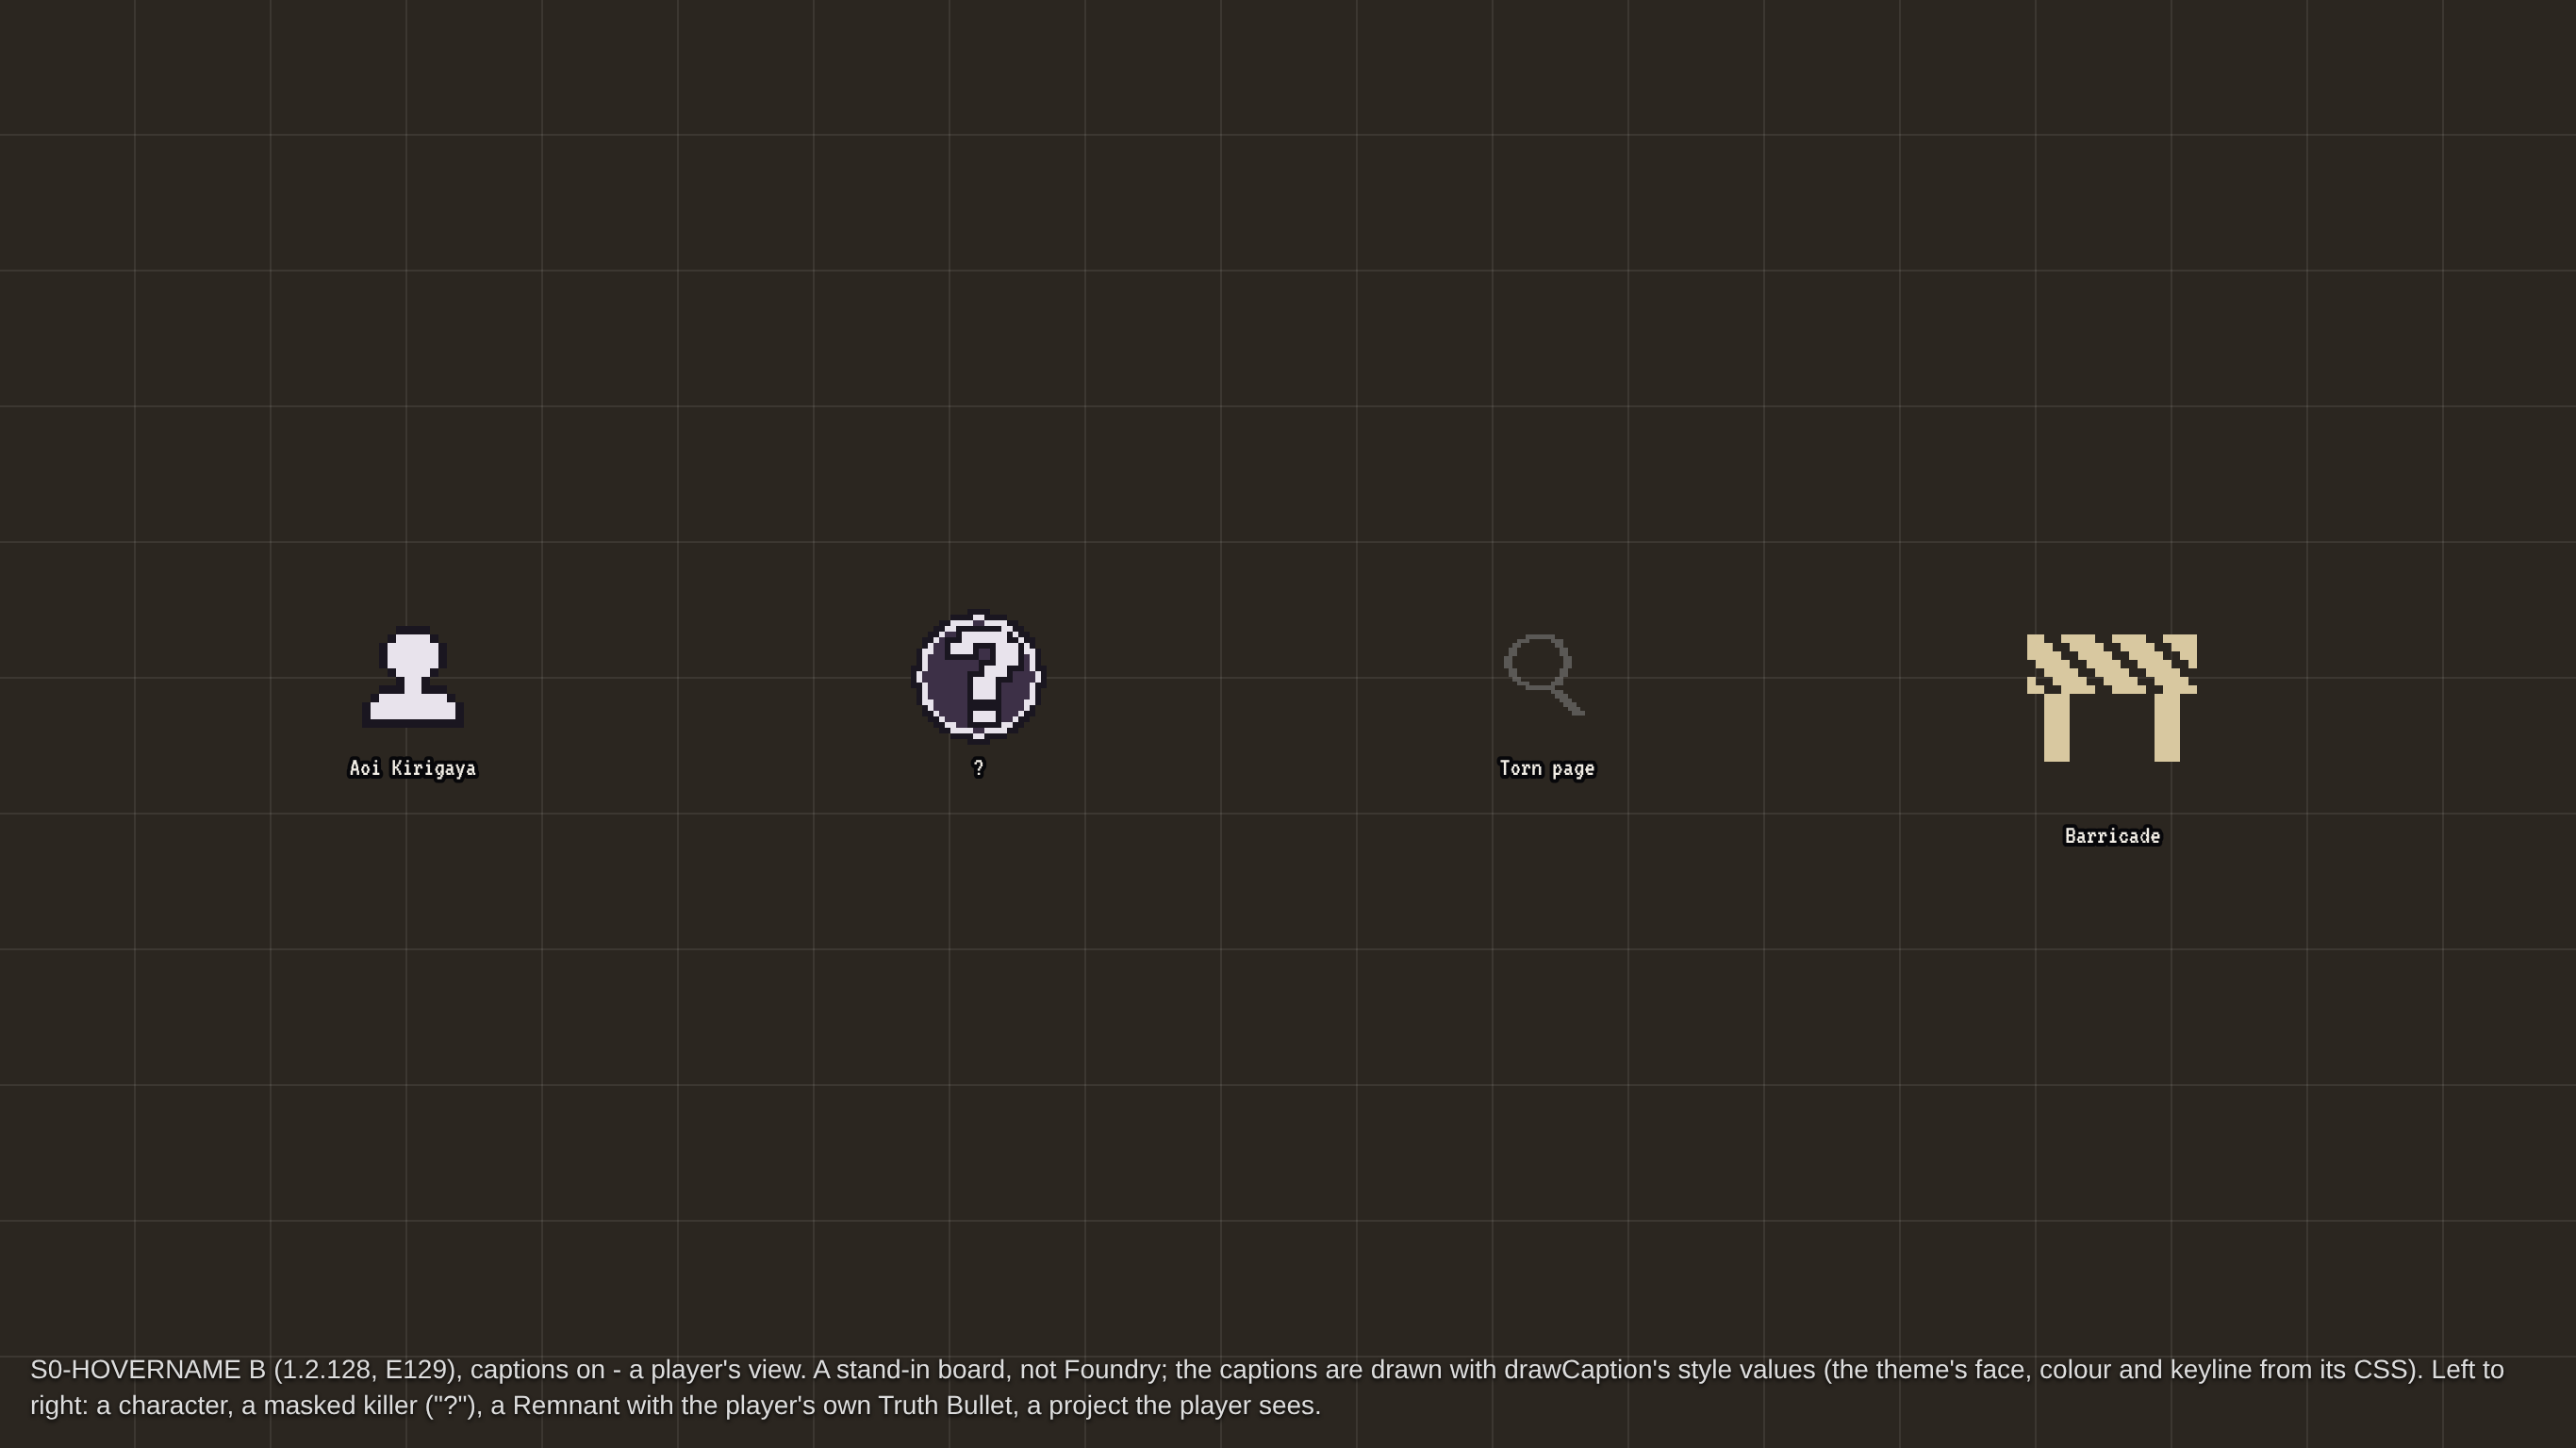 Aoi Kirigaya
?
?
Torn page
Barricade
S0-HOVERNAME B (1.2.128, E129), captions on - a player's view. A stand-in board, not Foundry; the captions are drawn with drawCaption's style values (the theme's face, colour and keyline from its CSS). Left to
right: a character, a masked killer ("?"), a Remnant with the player's own Truth Bullet, a project the player sees.